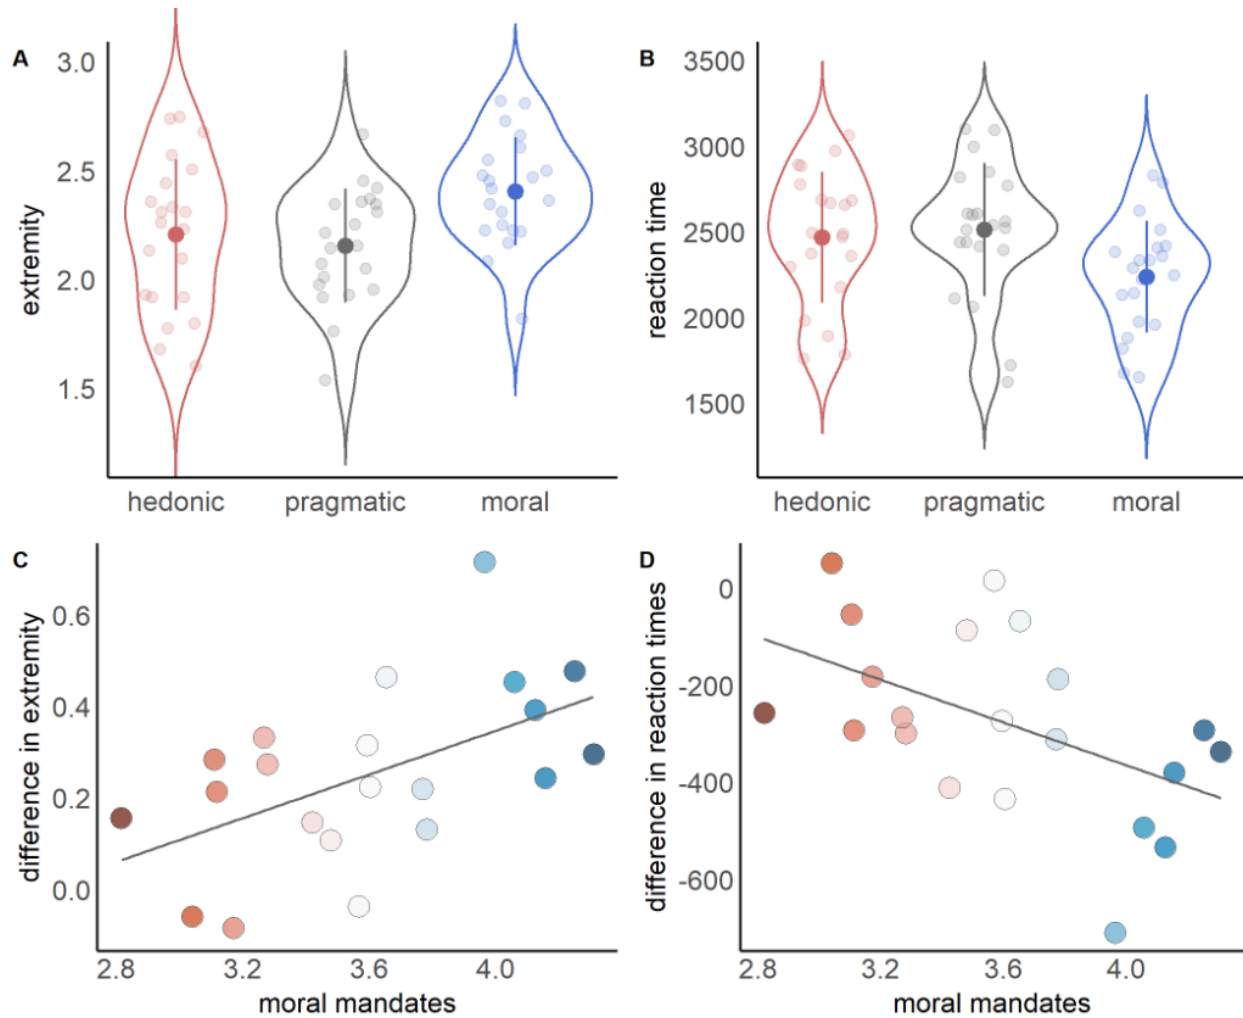 A
extremity
3.0
2.5
2.0
1.5
hedonic pragmatic moral
B
reaction time
3500
3000
2500
2000
1500
hedonic pragmatic moral
C
difference in extremity
0.6
0.4
0.2
0.0
2.8 3.2 3.6 4.0
moral mandates
D
difference in reaction times
0
-200
-400
-600
2.8 3.2 3.6 4.0
moral mandates